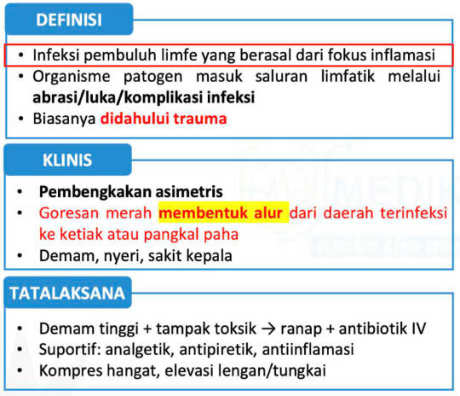 DEFINISI
• Infeksi pembuluh limfe yang berasal dari fokus inflamasi
• Organisme patogen masuk saluran limfatik melalui
abrasi/luka/komplikasi infeksi
• Biasanya didahului trauma
KLINIS
• Pembengkakan asimetris
• Goresan merah membentuk alur dari daerah terinfeksi
ke ketiak atau pangkal paha
• Demam, nyeri, sakit kepala
TATALAKSANA
• Demam tinggi + tampak toksik → ranap + antibiotik IV
• Suportif: analgetik, antipiretik, antiinflamasi
• Kompres hangat, elevasi lengan/tungkai